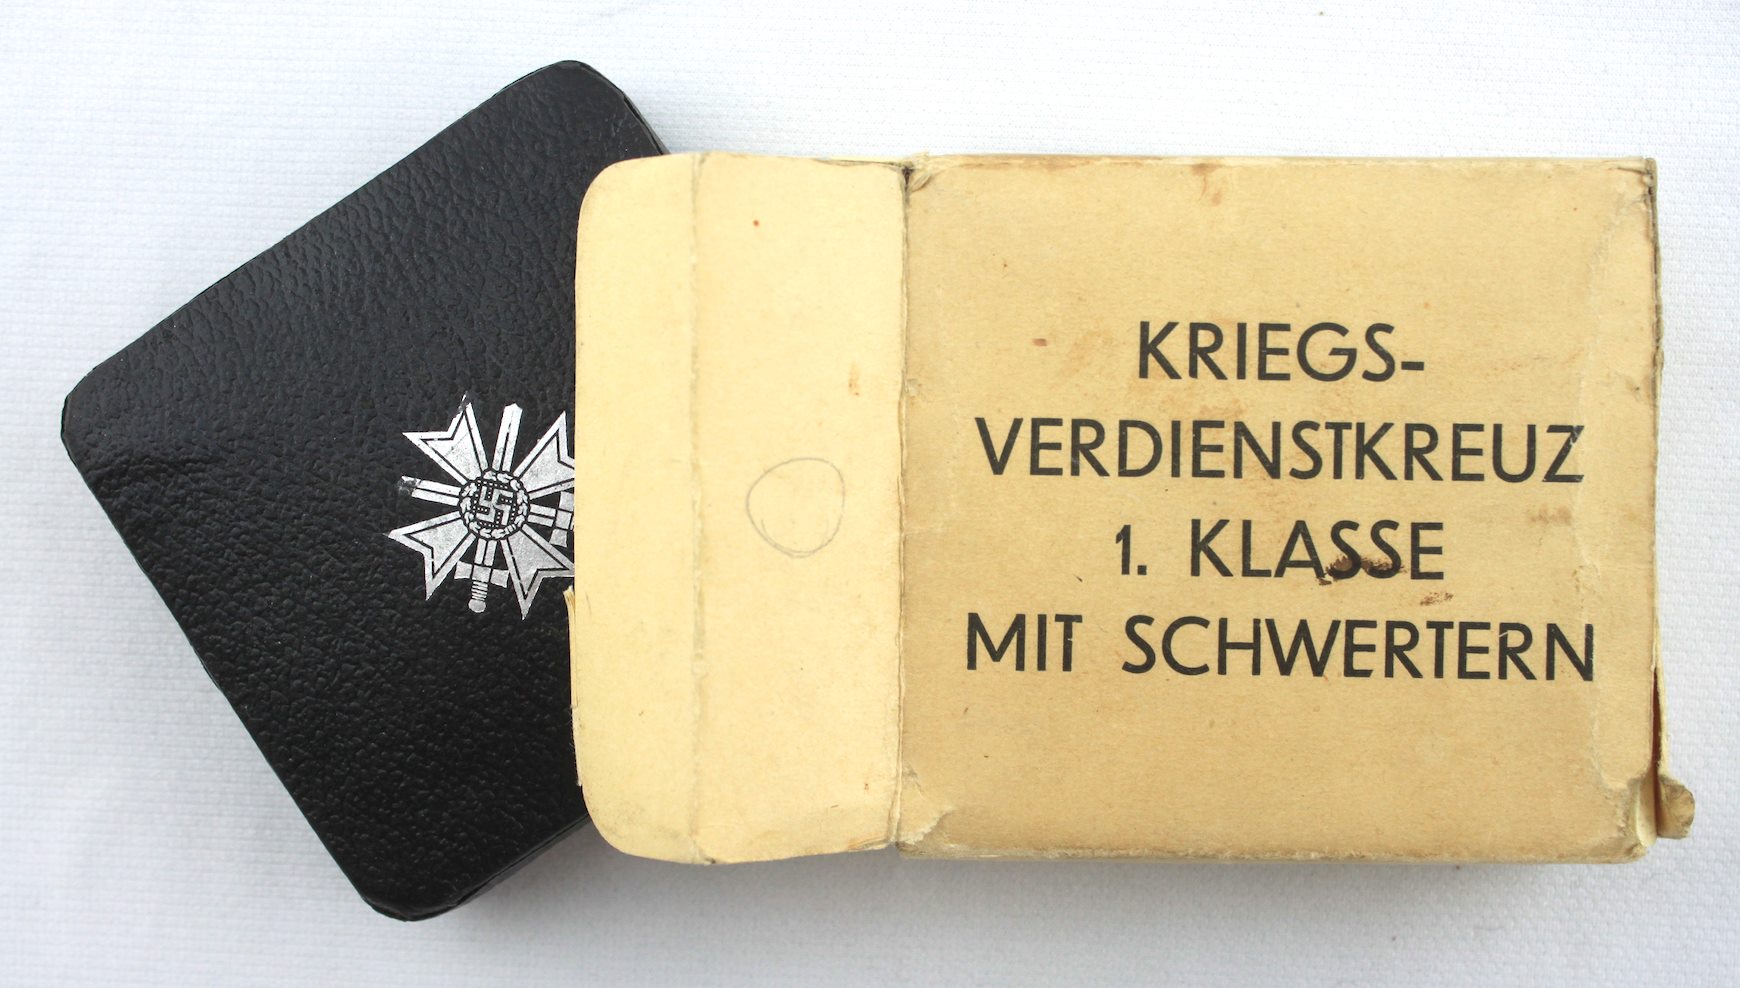 KRIEGS-
VERDIENSTKREUZ
1. KLASSE
MIT SCHWERTERN